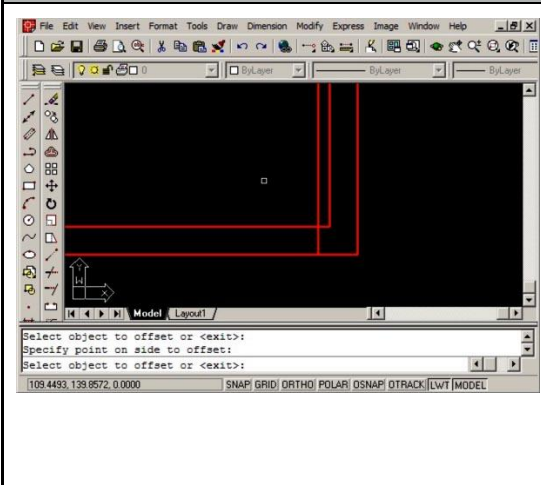 File Edit View Insert Format Tools Draw Dimension Modify Express Image Window Help
0 ByLayer ByLayer ByLayer
Y
W
X
Model Layout1
Select object to offset or <exit>:
Specify point on side to offset:
Select object to offset or <exit>:
109.4493, 139.8572, 0.0000 SNAP GRID ORTHO POLAR OSNAP OTRACK LWT MODEL